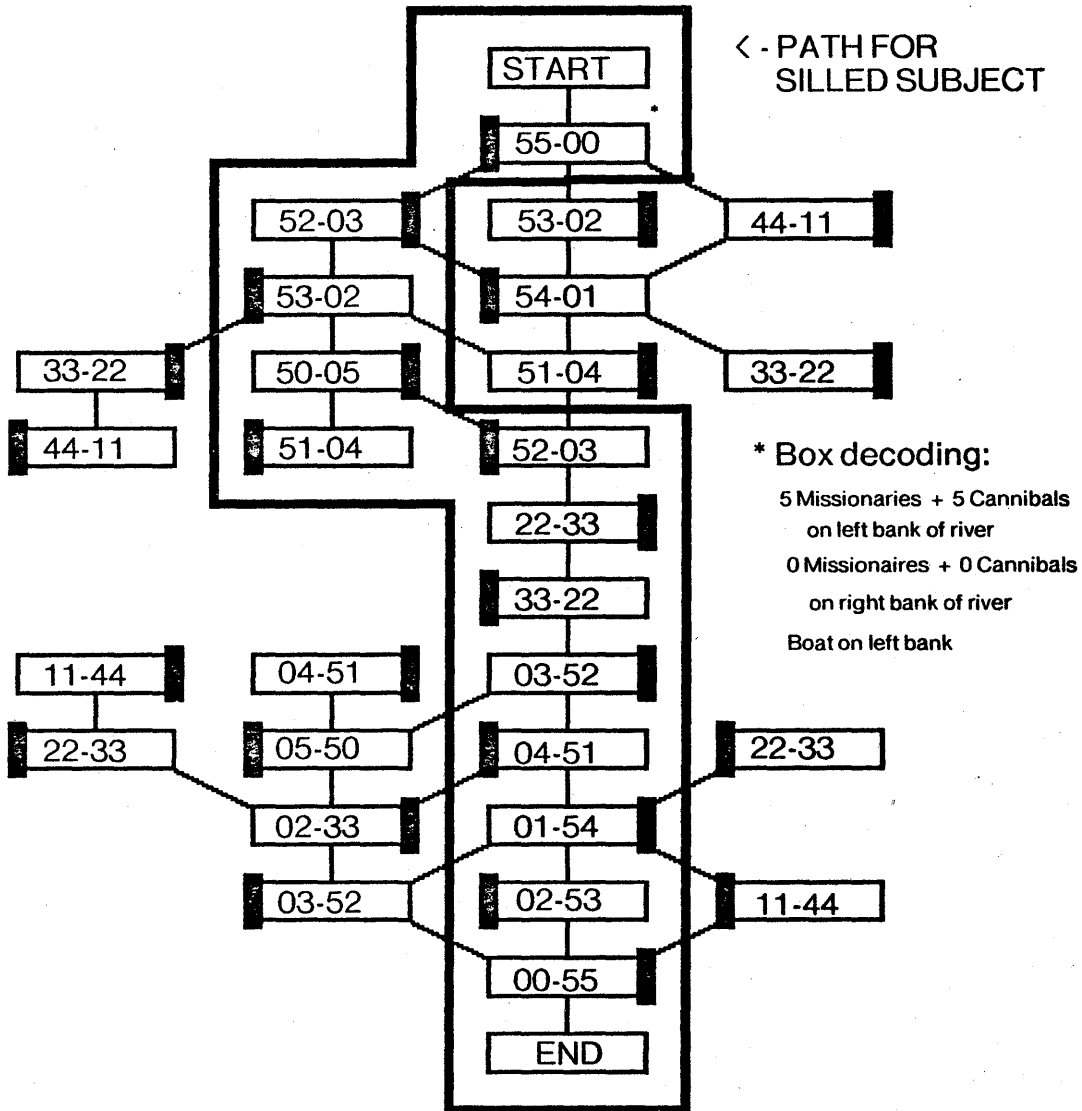 START
< - PATH FOR
SILLED SUBJECT
*
55-00
52-03
53-02
44-11
53-02
54-01
33-22
50-05
51-04
33-22
44-11
51-04
52-03
* Box decoding:
5 Missionaries + 5 Cannibals
on left bank of river
0 Missionaires + 0 Cannibals
on right bank of river
Boat on left bank
22-33
33-22
11-44
04-51
03-52
22-33
05-50
04-51
22-33
02-33
01-54
03-52
02-53
11-44
00-55
END